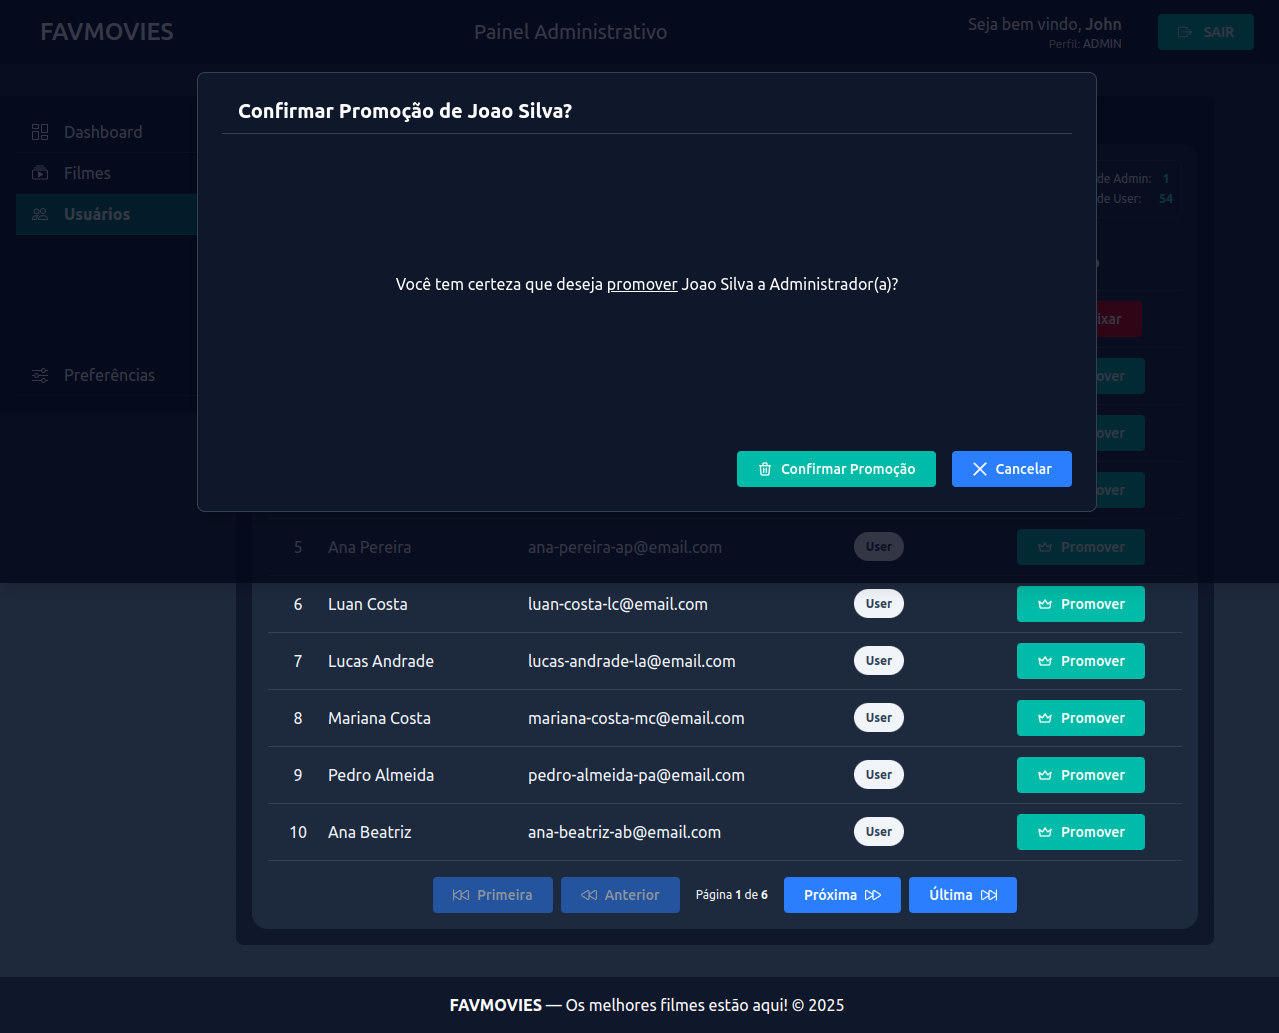 FAVMOVIES
Painel Administrativo
Seja bem vindo, John
Perfil: ADMIN
SAIR
Confirmar Promoção de Joao Silva?
Dashboard
Filmes
Usuários
Preferências
de Admin: 1
de User: 54
Você tem certeza que deseja promover Joao Silva a Administrador(a)?
Confirmar Promoção
Cancelar
5 Ana Pereira ana-pereira-ap@email.com User Promover
6 Luan Costa luan-costa-lc@email.com User Promover
7 Lucas Andrade lucas-andrade-la@email.com User Promover
8 Mariana Costa mariana-costa-mc@email.com User Promover
9 Pedro Almeida pedro-almeida-pa@email.com User Promover
10 Ana Beatriz ana-beatriz-ab@email.com User Promover
Primeira Anterior Página 1 de 6 Próxima Última
FAVMOVIES — Os melhores filmes estão aqui! © 2025